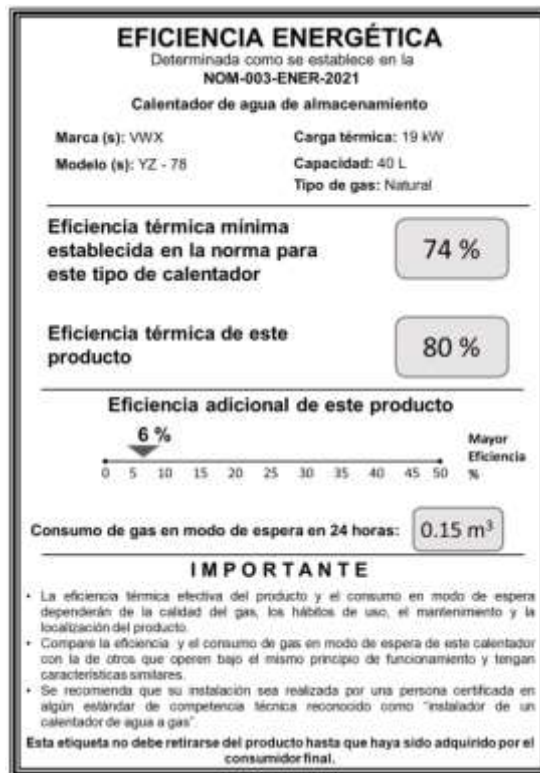 EFICIENCIA ENERGÉTICA
Determinada como se establece en la
NOM-003-ENER-2021
Calentador de agua de almacenamiento
Marca (s): VWX Carga térmica: 19 kW
Modelo (s): YZ - 78 Capacidad: 40 L
Tipo de gas: Natural
Eficiencia térmica mínima
establecida en la norma para
este tipo de calentador
74 %
Eficiencia térmica de este
producto
80 %
Eficiencia adicional de este producto
6 %
Mayor
Eficiencia
%
0 5 10 15 20 25 30 35 40 45 50
Consumo de gas en modo de espera en 24 horas: 0.15 m³
IMPORTANTE
• La eficiencia térmica efectiva del producto y el consumo en modo de espera
dependerán de la calidad del gas, los hábitos de uso, el mantenimiento y la
localización del producto.
• Compare la eficiencia y el consumo de gas en modo de espera de este calentador
con la de otros que operen bajo el mismo principio de funcionamiento y tengan
características similares.
• Se recomienda que su instalación sea realizada por una persona certificada en
algún estándar de competencia técnica reconocido como "instalador de un
calentador de agua a gas".
Esta etiqueta no debe retirarse del producto hasta que haya sido adquirido por el
consumidor final.